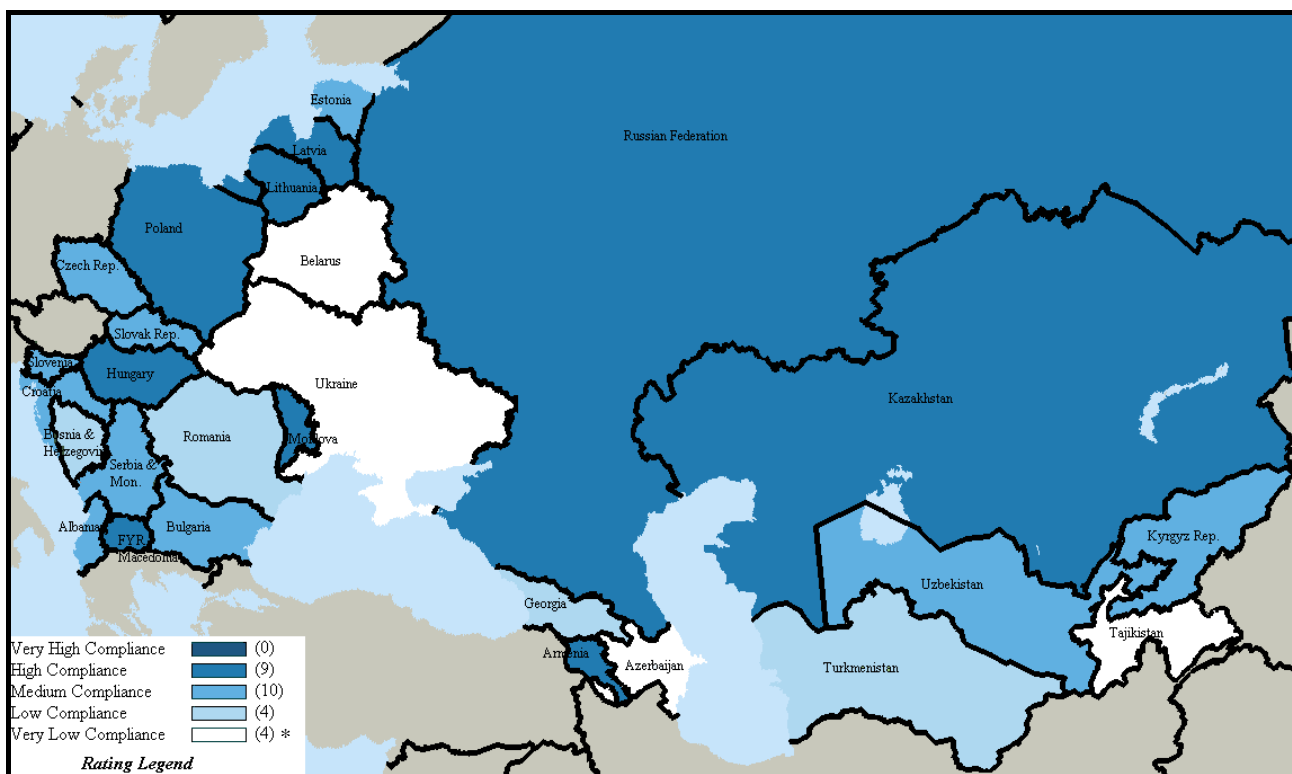 Estonia
Russian Federation
Latvia
Lithuania
Poland
Belarus
Czech Rep.
Slovak Rep.
Slovenia
Hungary
Ukraine
Croatia
Kazakhstan
Bosnia &
Herzegovin
Romania
Moldova
Serbia &
Mon.
Albania
FYR
Macedonia
Bulgaria
Kyrgyz Rep.
Uzbekistan
Georgia
Tajikistan
Armenia
Azerbaijan
Turkmenistan
Very High Compliance (0)
High Compliance (9)
Medium Compliance (10)
Low Compliance (4)
Very Low Compliance (4) *
Rating Legend